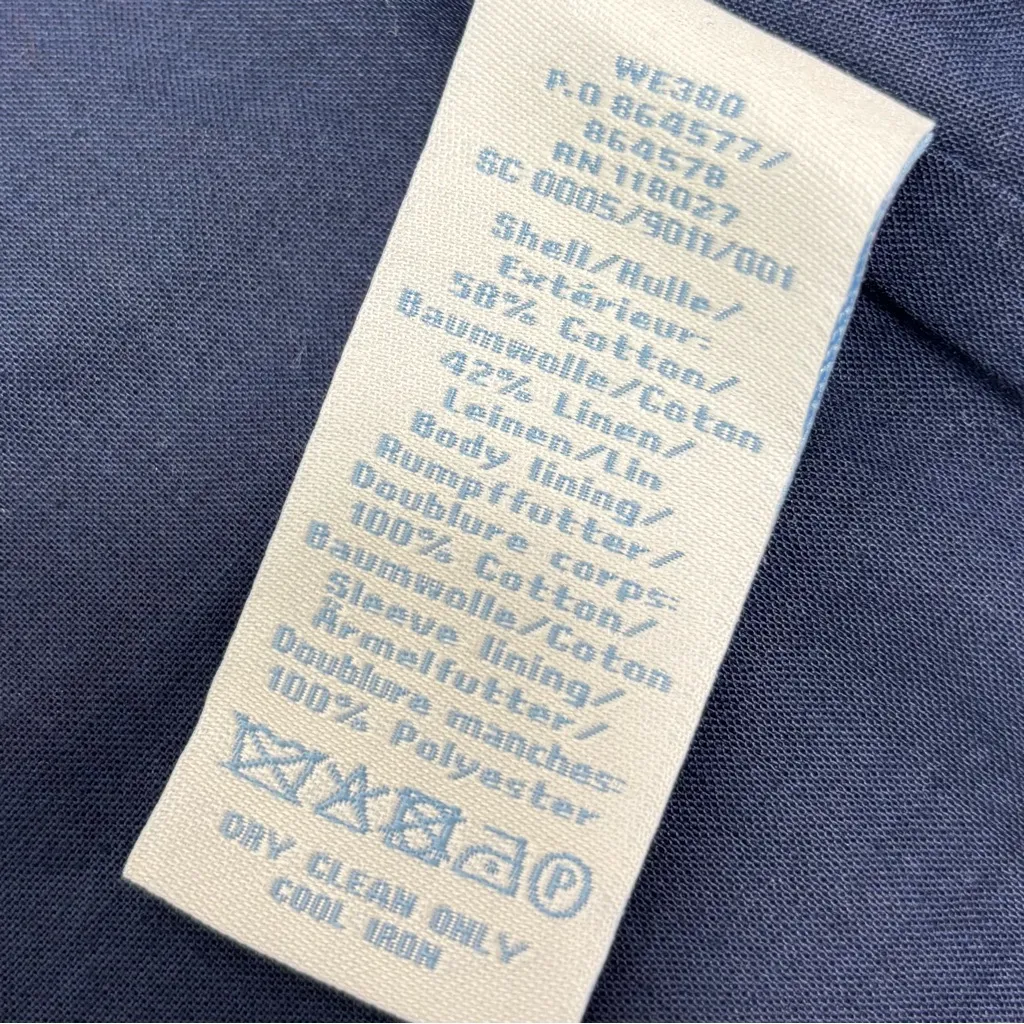 WE380
P.O 864577/
864578
RN 118027
SC 0005/9011/001
Shell/Hulle/
Extérieur:
58% Cotton/
Baumwolle/Coton
42% Linen/
Leinen/Lin
Body lining/
Rumpffutter/
Doublure corps:
100% Cotton/
Baumwolle/Coton
Sleeve lining/
Ärmelfutter/
Doublure manches:
100% Polyester
P
DRY CLEAN ONLY
COOL IRON